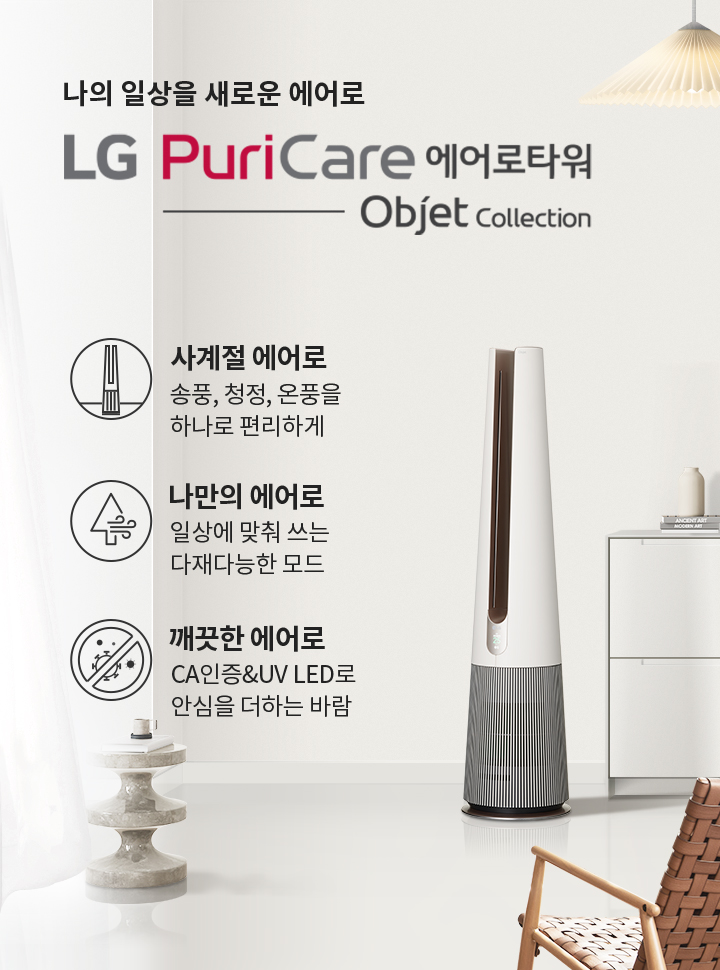 나의 일상을 새로운 에어로
LG PuriCare 에어로타워
Objet Collection
사계절 에어로
송풍, 청정, 온풍을
하나로 편리하게
나만의 에어로
일상에 맞춰 쓰는
다재다능한 모드
깨끗한 에어로
CA인증&UV LED로
안심을 더하는 바람
ANCIENT ART
MODERN ART